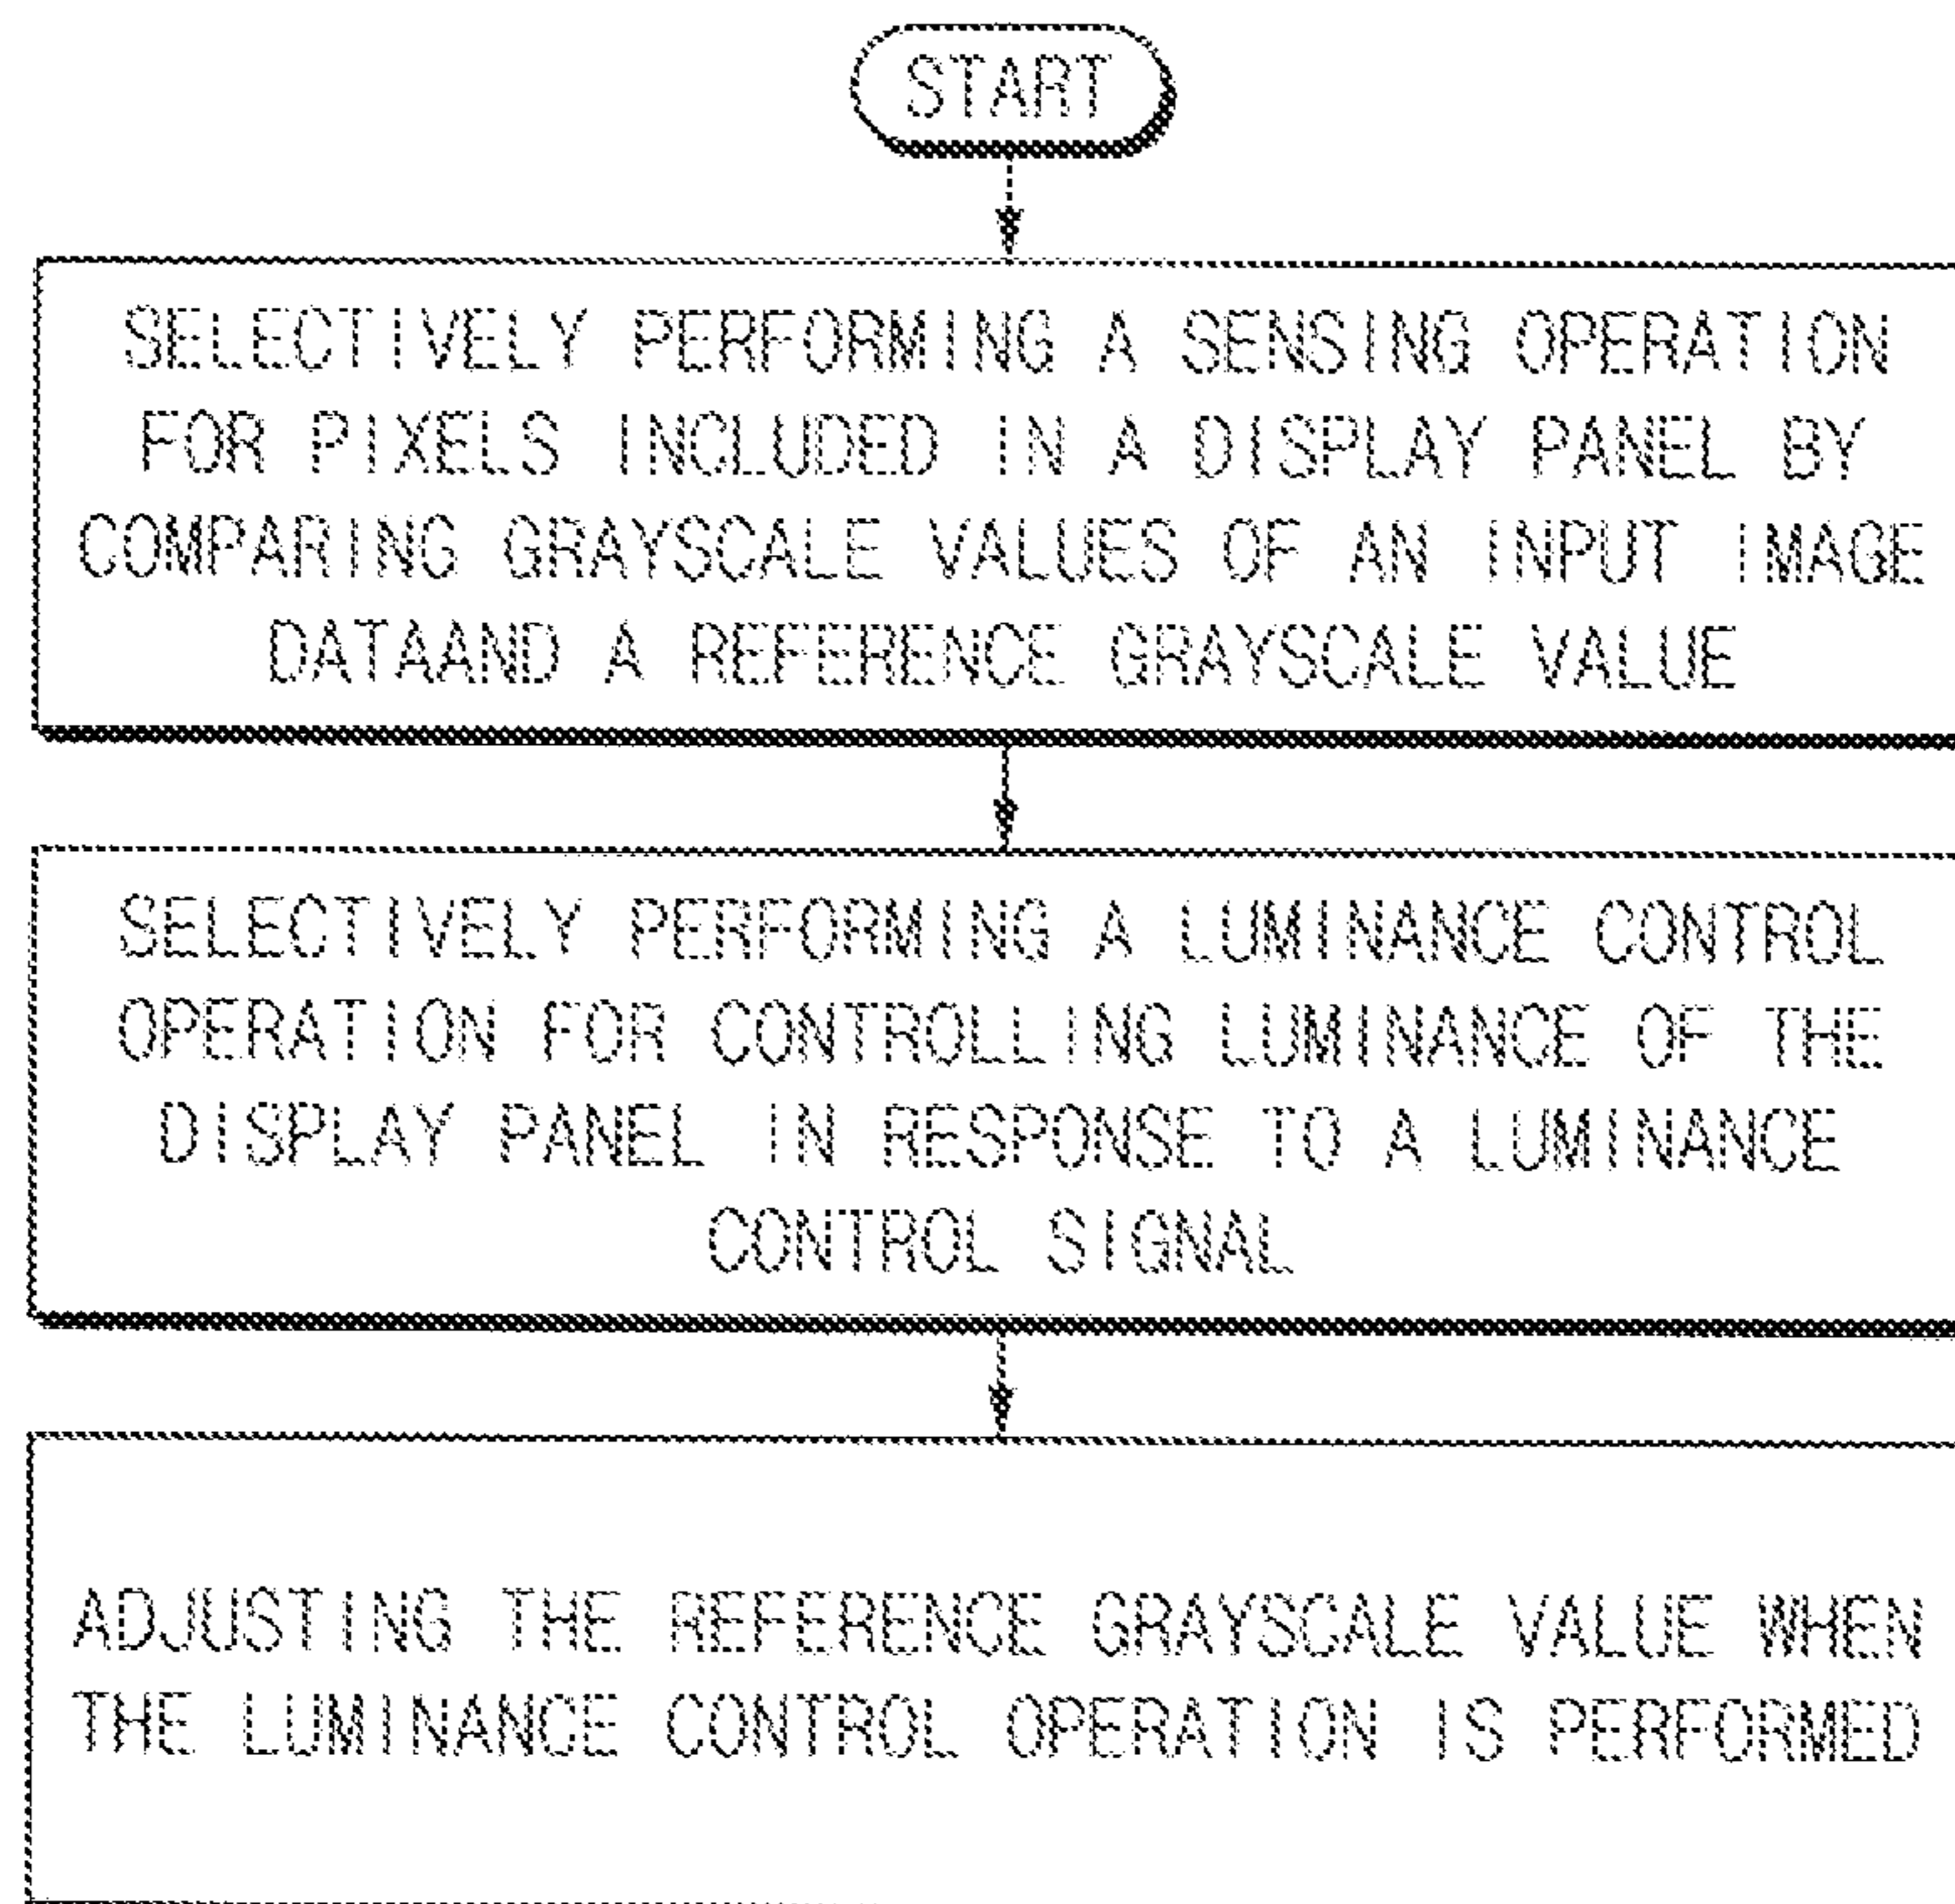 START
SELECTIVELY PERFORMING A SENSING OPERATION
FOR PIXELS INCLUDED IN A DISPLAY PANEL BY
COMPARING GRAYSCALE VALUES OF AN INPUT IMAGE
DATAAND A REFERENCE GRAYSCALE VALUE
SELECTIVELY PERFORMING A LUMINANCE CONTROL
OPERATION FOR CONTROLLING LUMINANCE OF THE
DISPLAY PANEL IN RESPONSE TO A LUMINANCE
CONTROL SIGNAL
ADJUSTING THE REFERENCE GRAYSCALE VALUE WHEN
THE LUMINANCE CONTROL OPERATION IS PERFORMED